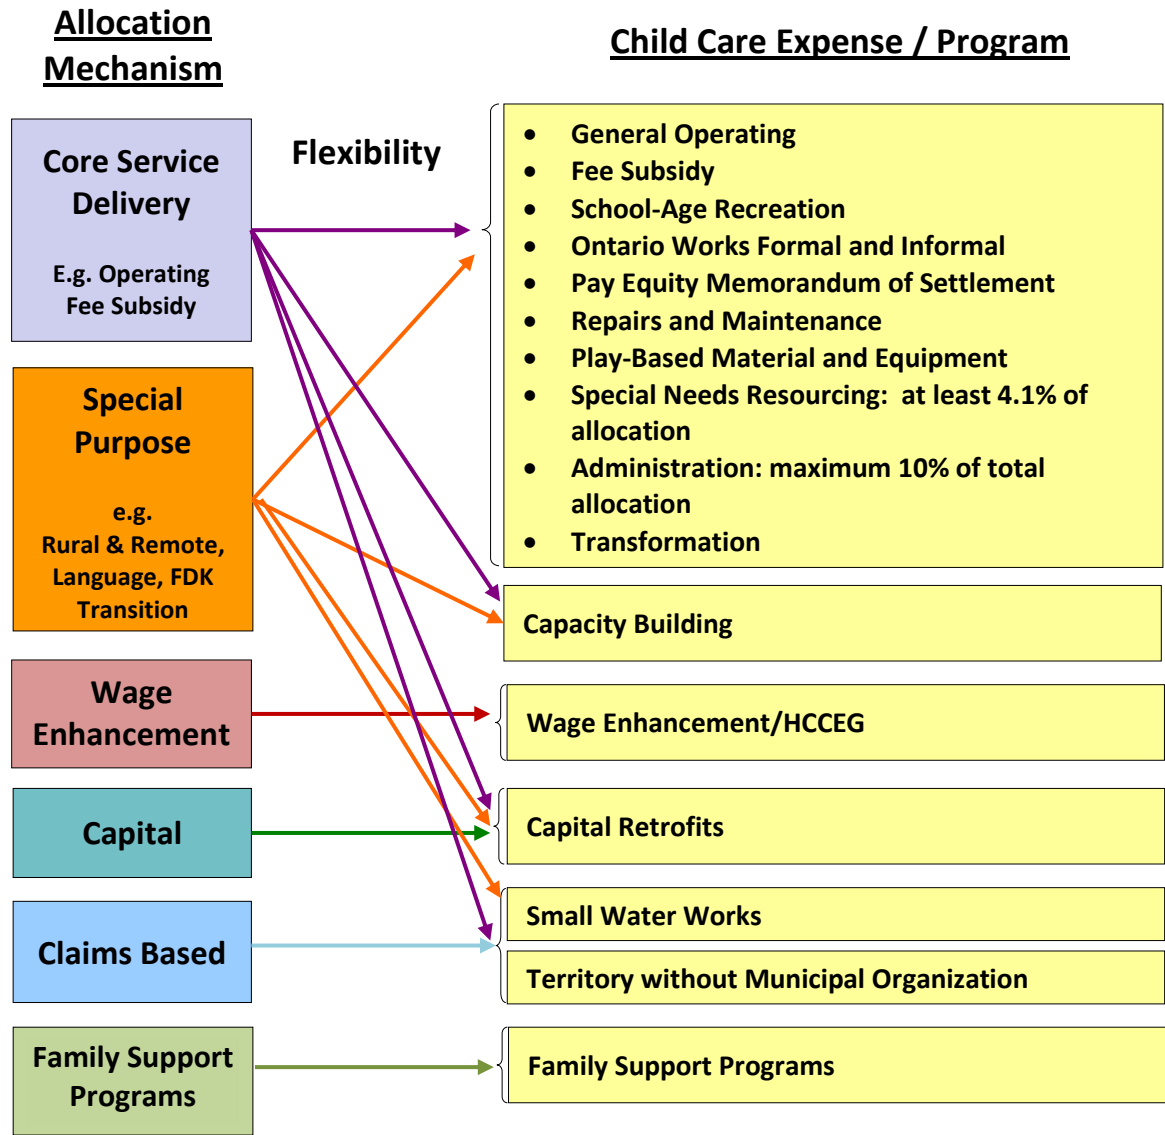 Allocation
Mechanism
Child Care Expense / Program
Flexibility
Core Service
Delivery
E.g. Operating
Fee Subsidy
Special
Purpose
e.g.
Rural & Remote,
Language, FDK
Transition
Wage
Enhancement
Capital
Claims Based
Family Support
Programs
• General Operating
• Fee Subsidy
• School-Age Recreation
• Ontario Works Formal and Informal
• Pay Equity Memorandum of Settlement
• Repairs and Maintenance
• Play-Based Material and Equipment
• Special Needs Resourcing: at least 4.1% of
allocation
• Administration: maximum 10% of total
allocation
• Transformation
Capacity Building
Wage Enhancement/HCCEG
Capital Retrofits
Small Water Works
Territory without Municipal Organization
Family Support Programs